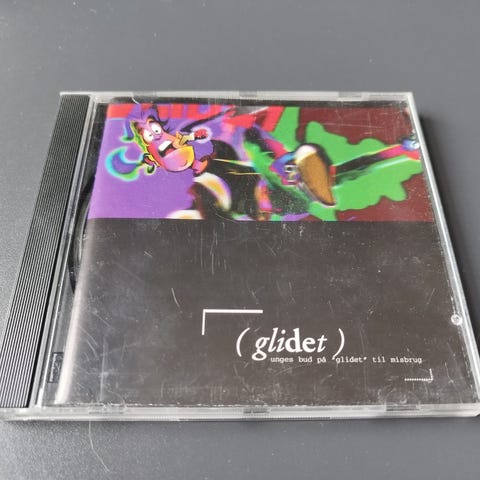 ( glidet )
unges bud på "glidet" til misbrug